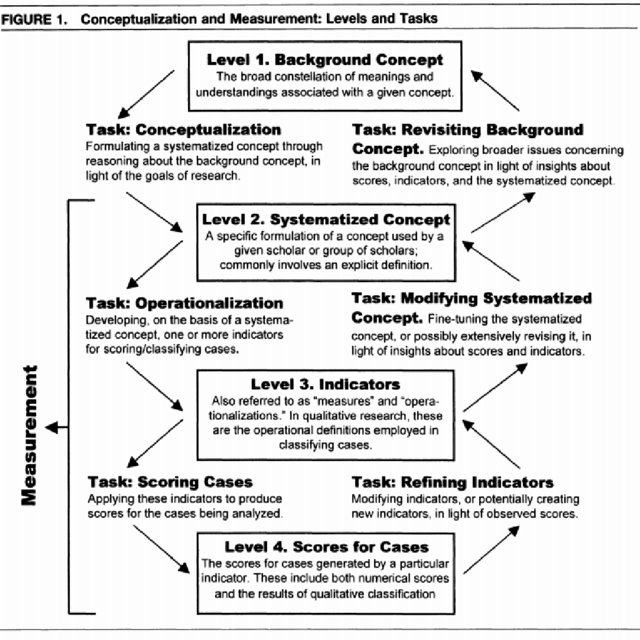 FIGURE 1. Conceptualization and Measurement: Levels and Tasks
Level 1. Background Concept
The broad constellation of meanings and
understandings associated with a given concept.
Task: Conceptualization
Formulating a systematized concept through
reasoning about the background concept, in
light of the goals of research.
Task: Revisiting Background
Concept. Exploring broader issues concerning
the background concept in light of insights about
scores, indicators, and the systematized concept.
Level 2. Systematized Concept
A specific formulation of a concept used by a
given scholar or group of scholars;
commonly involves an explicit definition.
Task: Operationalization
Developing, on the basis of a systema-
tized concept, one or more indicators
for scoring/classifying cases.
Task: Modifying Systematized
Concept. Fine-tuning the systematized
concept, or possibly extensively revising it, in
light of insights about scores and indicators.
Measurement
Level 3. Indicators
Also referred to as "measures" and "opera-
tionalizations." In qualitative research, these
are the operational definitions employed in
classifying cases.
Task: Scoring Cases
Applying these indicators to produce
scores for the cases being analyzed.
Task: Refining Indicators
Modifying indicators, or potentially creating
new indicators, in light of observed scores.
Level 4. Scores for Cases
The scores for cases generated by a particular
indicator. These include both numerical scores
and the results of qualitative classification